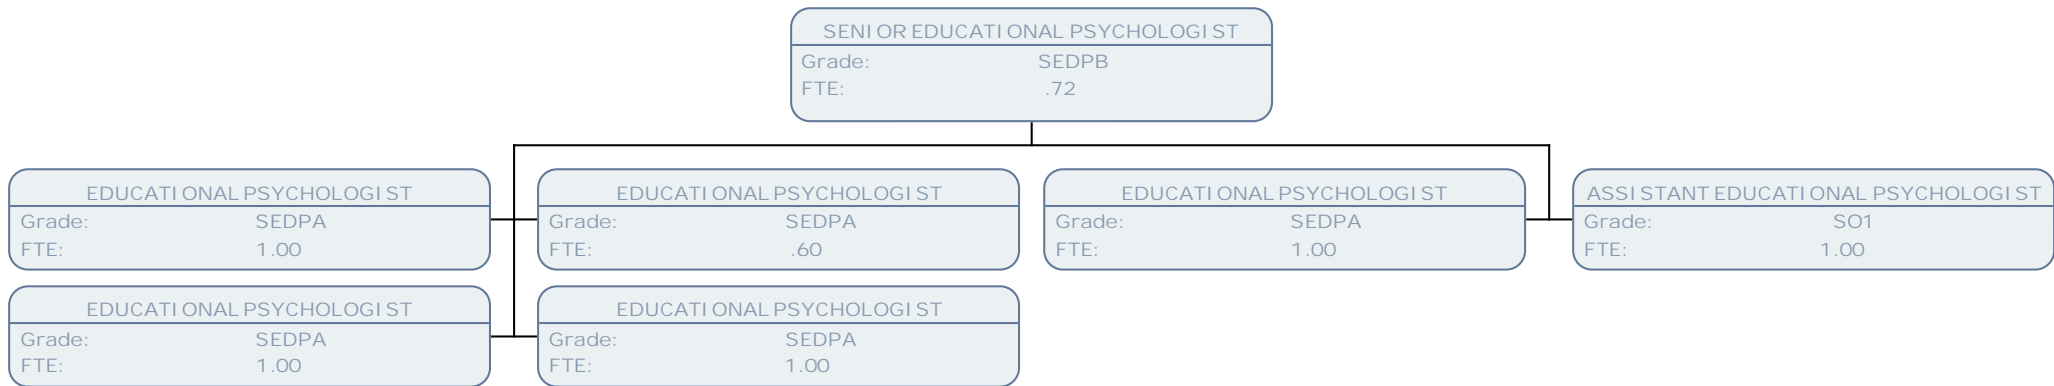 SENIOR EDUCATIONAL PSYCHOLOGIST
Grade: SEDPB
FTE: .72
EDUCATIONAL PSYCHOLOGIST
Grade: SEDPA
FTE: 1.00
EDUCATIONAL PSYCHOLOGIST
Grade: SEDPA
FTE: .60
EDUCATIONAL PSYCHOLOGIST
Grade: SEDPA
FTE: 1.00
ASSISTANT EDUCATIONAL PSYCHOLOGIST
Grade: SO1
FTE: 1.00
EDUCATIONAL PSYCHOLOGIST
Grade: SEDPA
FTE: 1.00
EDUCATIONAL PSYCHOLOGIST
Grade: SEDPA
FTE: 1.00